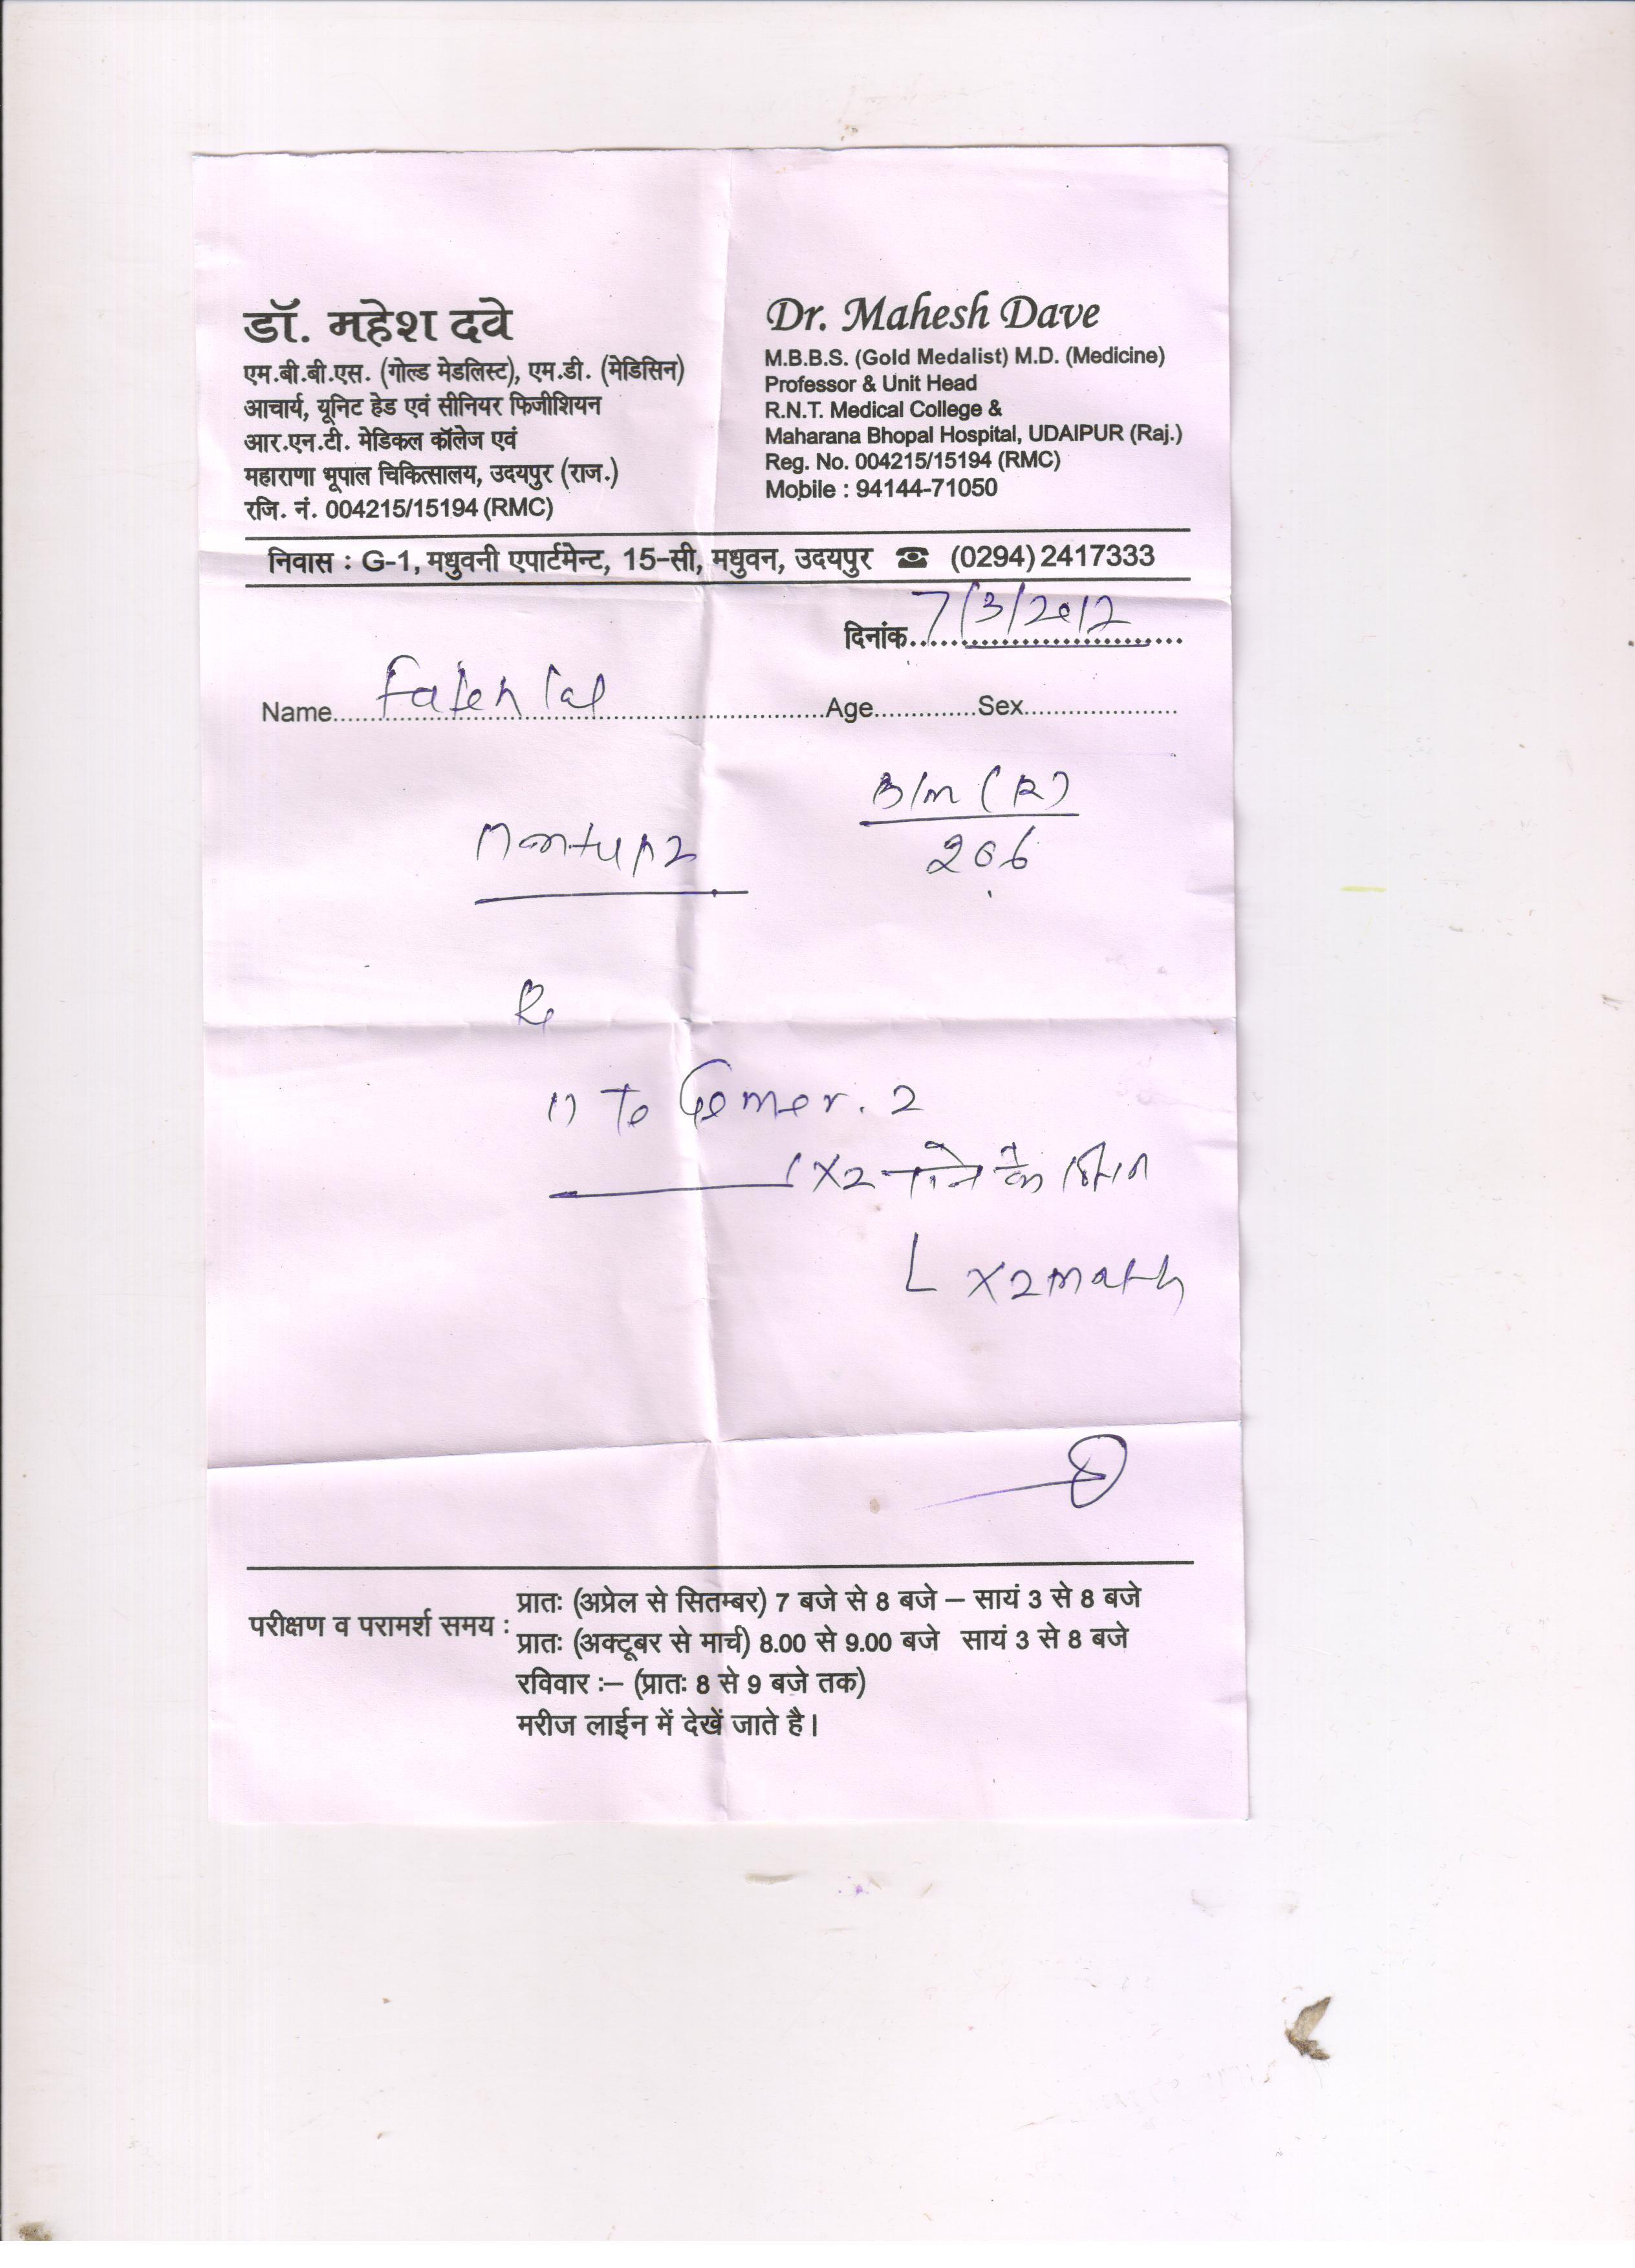 डॉ. महेश दवे
एम.बी.बी.एस. (गोल्ड मेडलिस्ट), एम.डी. (मेडिसिन)
आचार्य, यूनिट हेड एवं सीनियर फिजीशियन
आर.एन.टी. मेडिकल कॉलेज एवं
महाराणा भूपाल चिकित्सालय, उदयपुर (राज.)
रजि. नं. 004215/15194 (RMC)
Dr. Mahesh Dave
M.B.B.S. (Gold Medalist) M.D. (Medicine)
Professor & Unit Head
R.N.T. Medical College &
Maharana Bhopal Hospital, UDAIPUR (Raj.)
Reg. No. 004215/15194 (RMC)
Mobile : 94144-71050
निवास : G-1, मधुवनी एपार्टमेन्ट, 15-सी, मधुवन, उदयपुर ☎ (0294) 2417333
दिनांक 7/3/2012
Name Fateh lal Age Sex
(R)
206
Rx
1) Gemer. 2
X2
X 2 month
परीक्षण व परामर्श समय :
प्रातः (अप्रेल से सितम्बर) 7 बजे से 8 बजे – सायं 3 से 8 बजे
प्रातः (अक्टूबर से मार्च) 8.00 से 9.00 बजे सायं 3 से 8 बजे
रविवार :– (प्रातः 8 से 9 बजे तक)
मरीज लाईन में देखें जाते है।